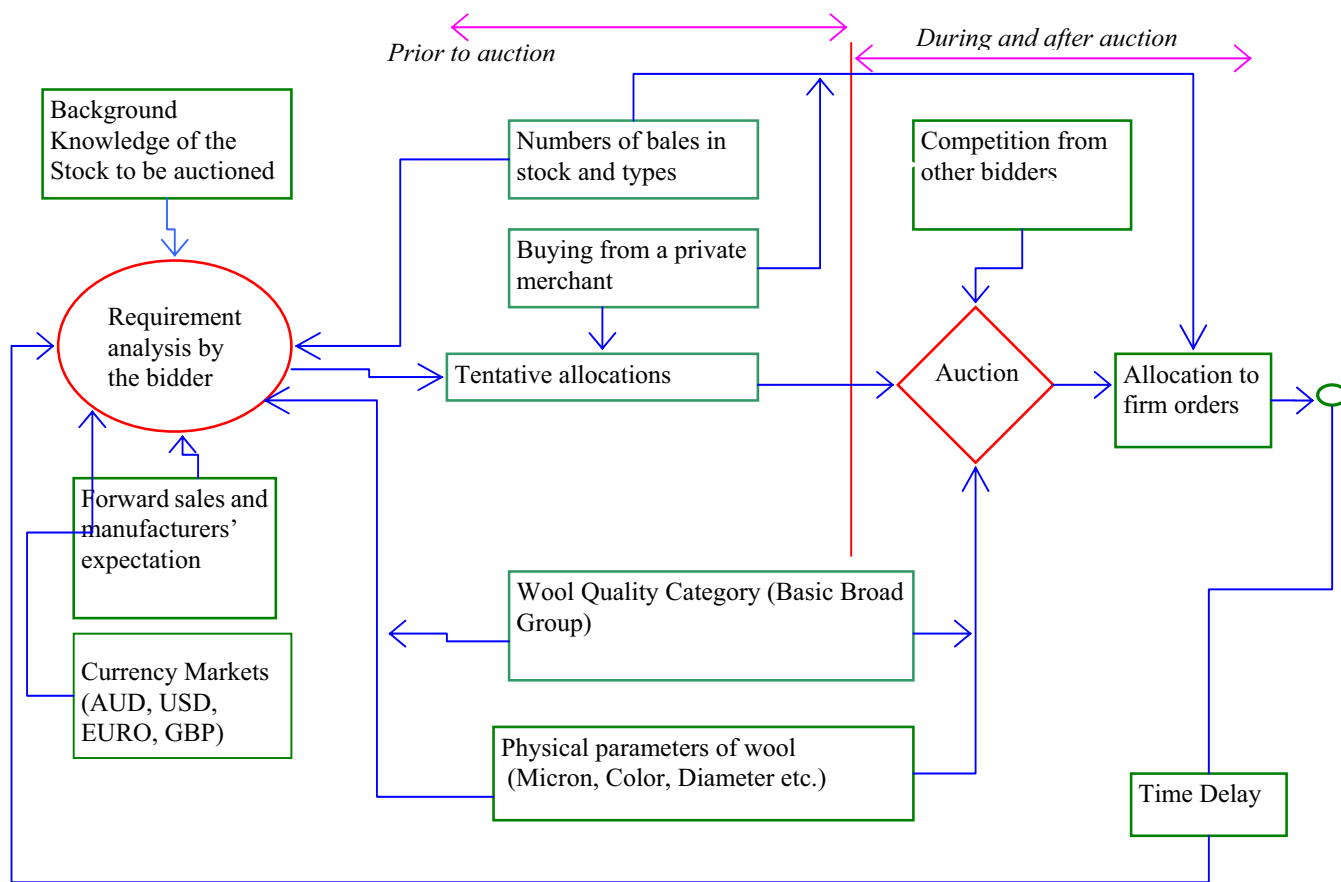 Prior to auction
During and after auction
Background
Knowledge of the
Stock to be auctioned
Numbers of bales in
stock and types
Competition from
other bidders
Buying from a private
merchant
Requirement
analysis by
the bidder
Tentative allocations
Auction
Allocation to
firm orders
Forward sales and
manufacturers’
expectation
Wool Quality Category (Basic Broad
Group)
Currency Markets
(AUD, USD,
EURO, GBP)
Physical parameters of wool
(Micron, Color, Diameter etc.)
Time Delay